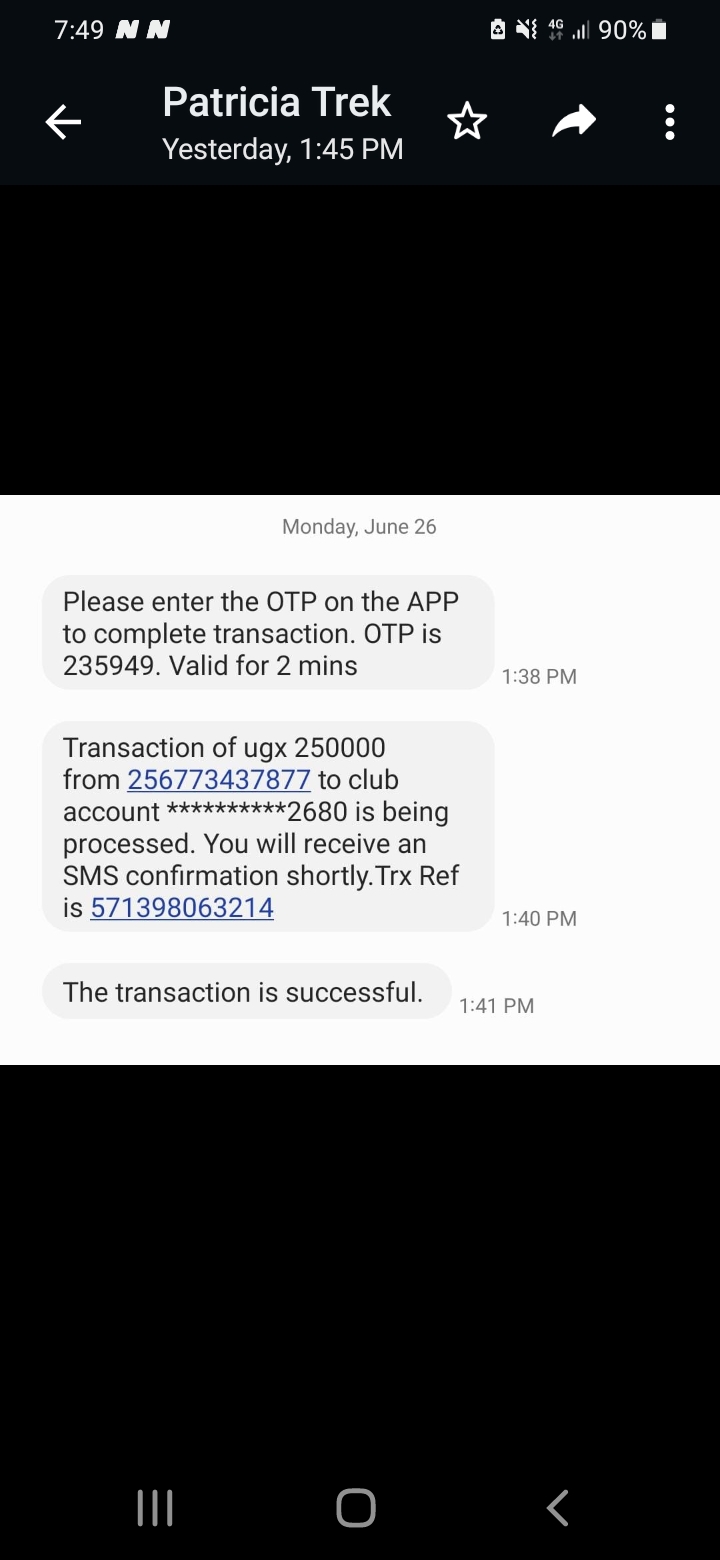 7:49 N N 4G 90%
Patricia Trek
Yesterday, 1:45 PM
Monday, June 26
Please enter the OTP on the APP
to complete transaction. OTP is
235949. Valid for 2 mins
1:38 PM
Transaction of ugx 250000
from 256773437877 to club
account **********2680 is being
processed. You will receive an
SMS confirmation shortly.Trx Ref
is 571398063214
1:40 PM
The transaction is successful.
1:41 PM